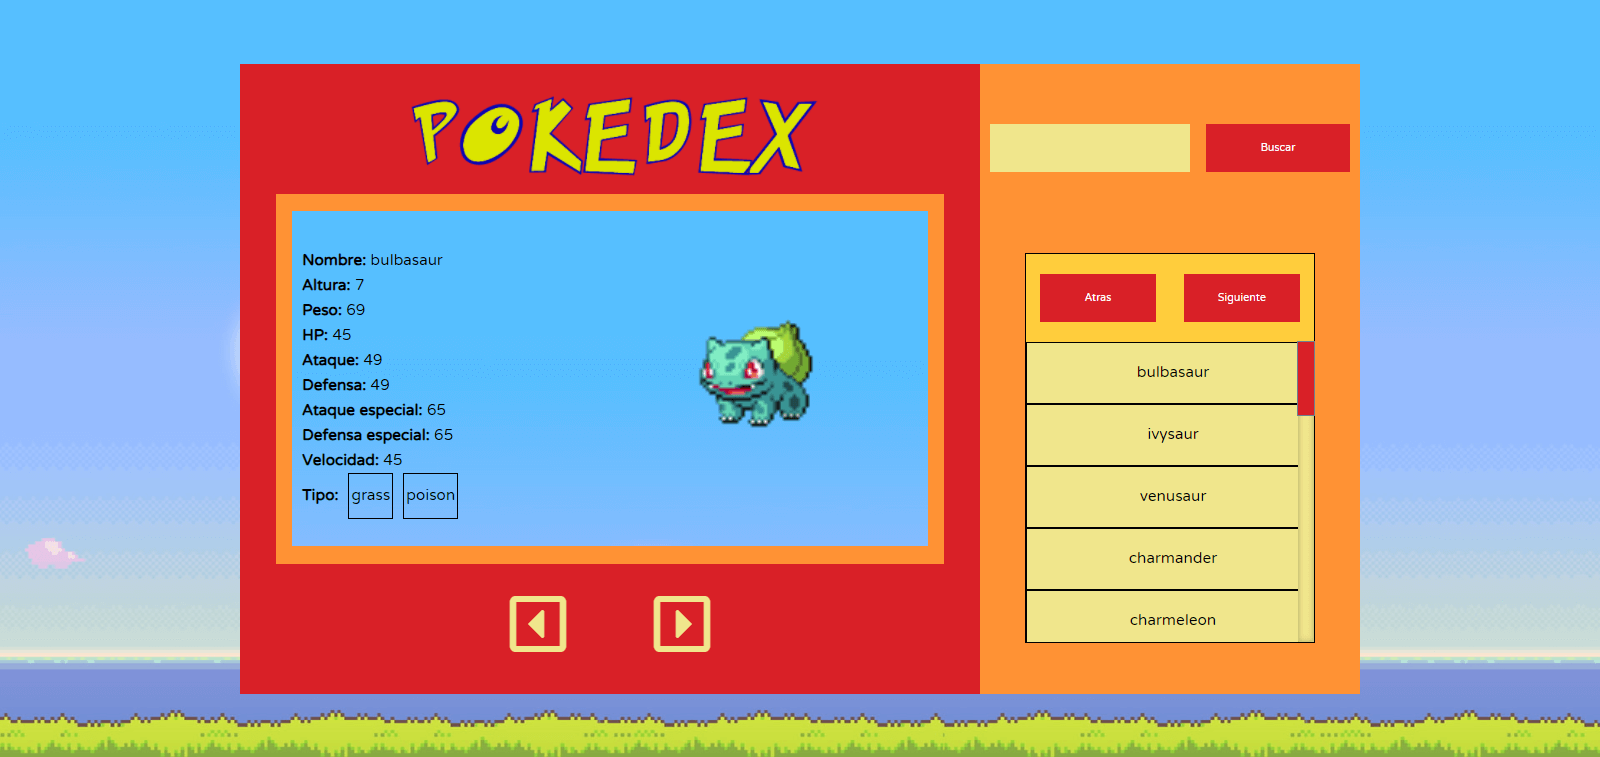 POKEDEX
Nombre: bulbasaur
Altura: 7
Peso: 69
HP: 45
Ataque: 49
Defensa: 49
Ataque especial: 65
Defensa especial: 65
Velocidad: 45
Tipo: grass poison
Buscar
Atras Siguiente
bulbasaur
ivysaur
venusaur
charmander
charmeleon